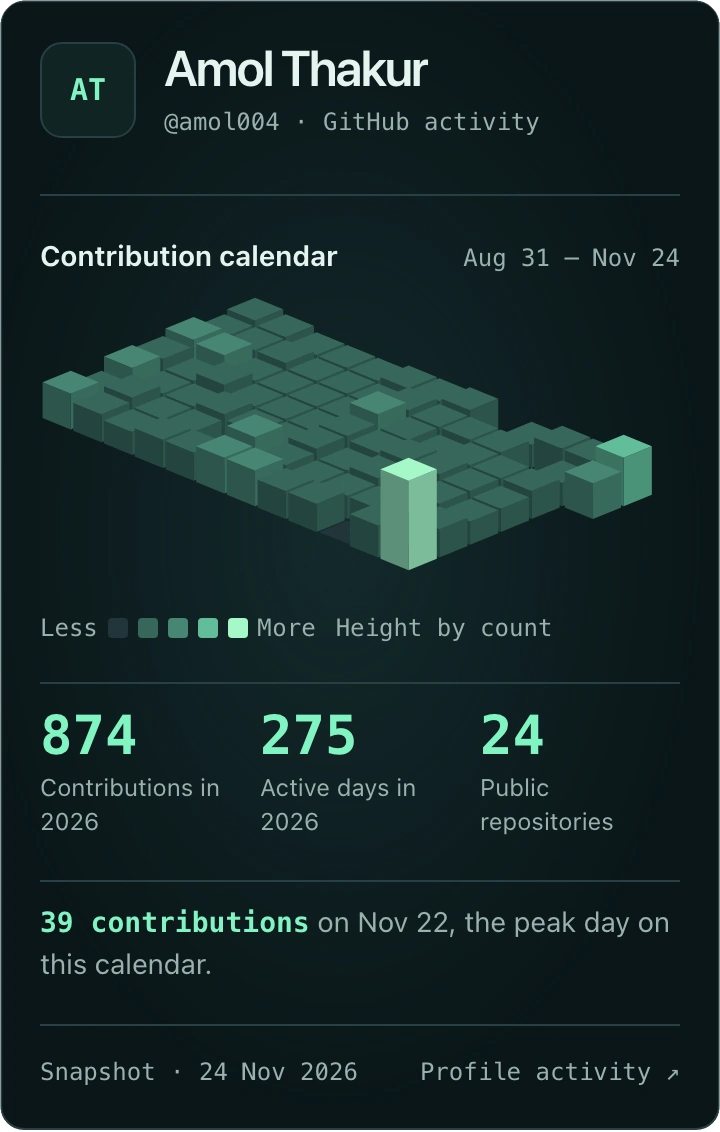 AT
Amol Thakur
@amol004 · GitHub activity
Contribution calendar
Aug 31 — Nov 24
Less
More
Height by count
874
Contributions in
2026
275
Active days in
2026
24
Public
repositories
39 contributions on Nov 22, the peak day on
this calendar.
Snapshot · 24 Nov 2026
Profile activity ↗